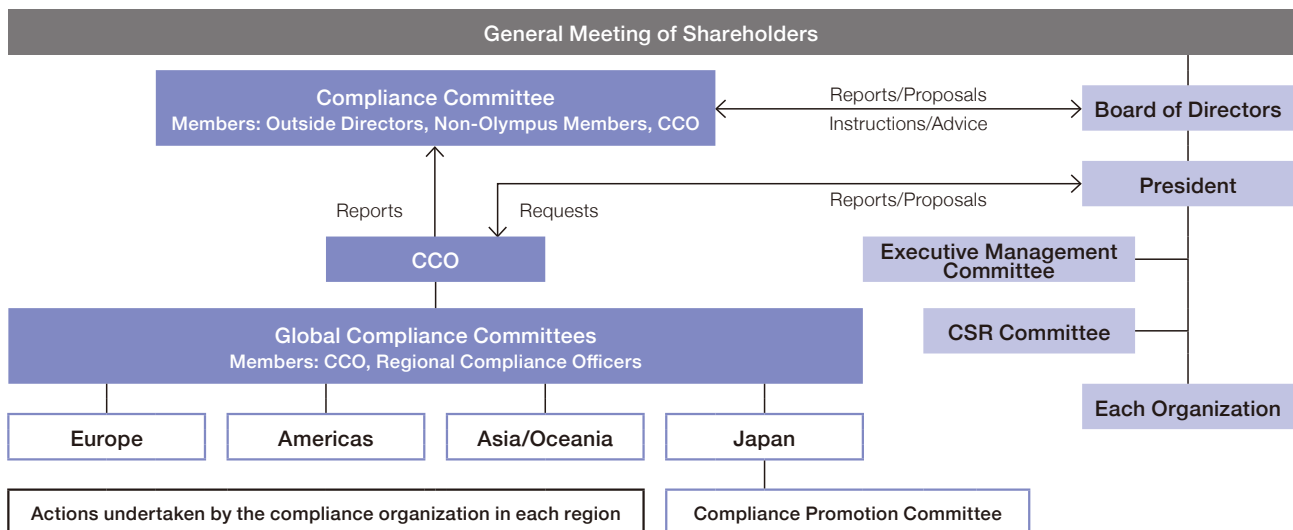 General Meeting of Shareholders
Compliance Committee
Members: Outside Directors, Non-Olympus Members, CCO
Reports/Proposals
Instructions/Advice
Board of Directors
President
Reports
Requests
Reports/Proposals
CCO
Executive Management
Committee
Global Compliance Committees
Members: CCO, Regional Compliance Officers
CSR Committee
Each Organization
Europe
Americas
Asia/Oceania
Japan
Actions undertaken by the compliance organization in each region
Compliance Promotion Committee